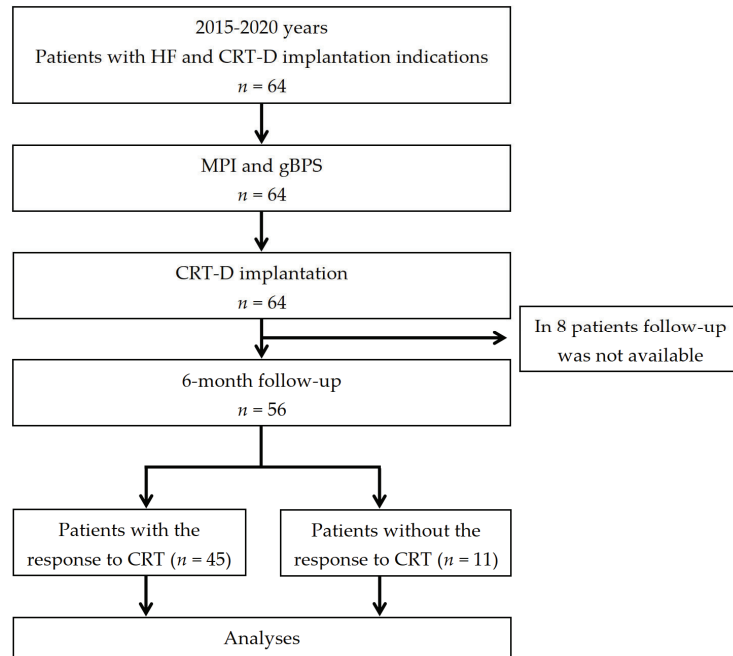 2015-2020 years
Patients with HF and CRT-D implantation indications
n = 64
MPI and gBPS
n = 64
CRT-D implantation
n = 64
In 8 patients follow-up
was not available
6-month follow-up
n = 56
Patients with the
response to CRT (n = 45)
Patients without the
response to CRT (n = 11)
Analyses